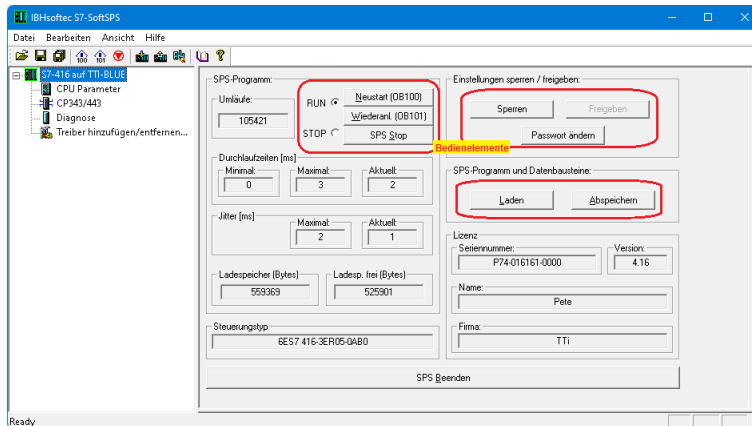 IBHsoftec S7-SoftSPS
Datei Bearbeiten Ansicht Hilfe
100 101
S7-416 auf TTI-BLUE
CPU Parameter
CP343/443
Diagnose
Treiber hinzufügen/entfernen...
SPS-Programm:
Umläufe:
105421
RUN
STOP
Neustart (OB100)
Wiederanl. (OB101)
SPS Stop
Bedienelemente
Durchlaufzeiten [ms]
Minimal: Maximal: Aktuell:
0 3 2
Jitter [ms]
Maximal: Aktuell:
2 1
Ladespeicher (Bytes) Ladesp. frei (Bytes)
559369 525901
Steuerungstyp
6ES7 416-3ER05-0AB0
Einstellungen sperren / freigeben:
Sperren Freigeben
Passwort ändern
SPS-Programm und Datenbausteine:
Laden Abspeichern
Lizenz
Seriennummer: Version:
P74-016161-0000 4.16
Name:
Pete
Firma:
TTi
SPS Beenden
Ready